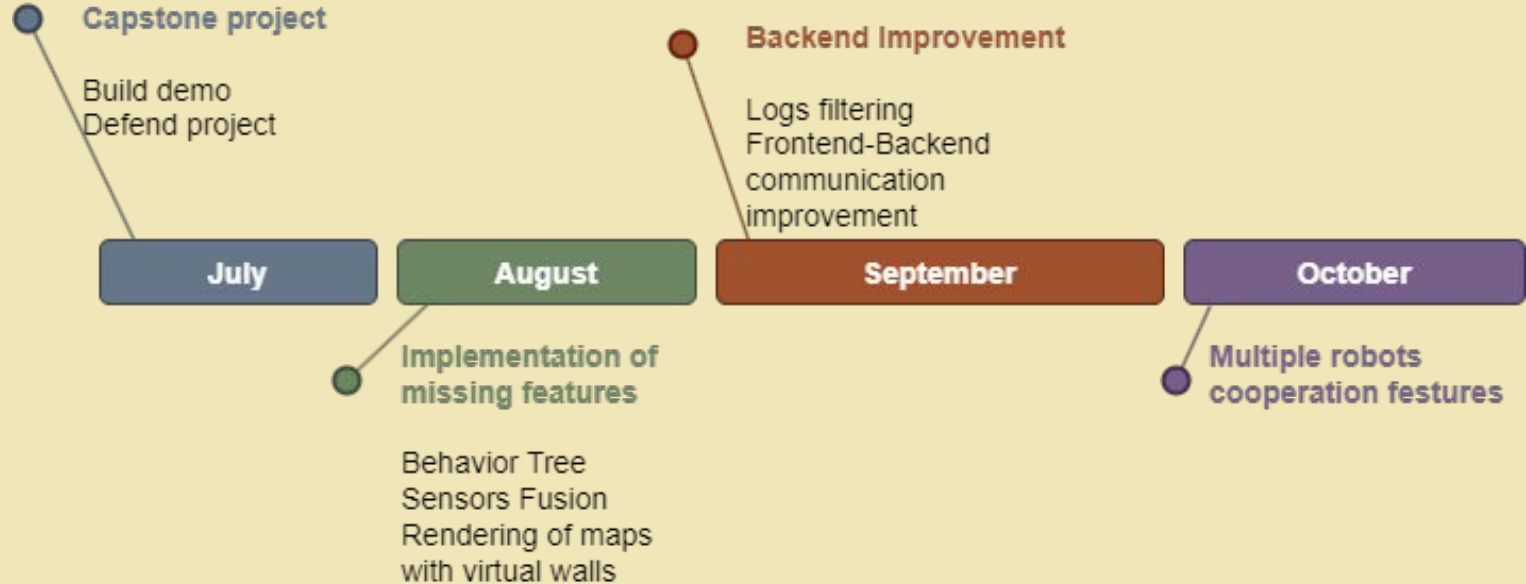 Capstone project
Build demo
Defend project
Backend Improvement
Logs filtering
Frontend-Backend
communication
improvement
July
August
September
October
Implementation of
missing features
Behavior Tree
Sensors Fusion
Rendering of maps
with virtual walls
Multiple robots
cooperation festures